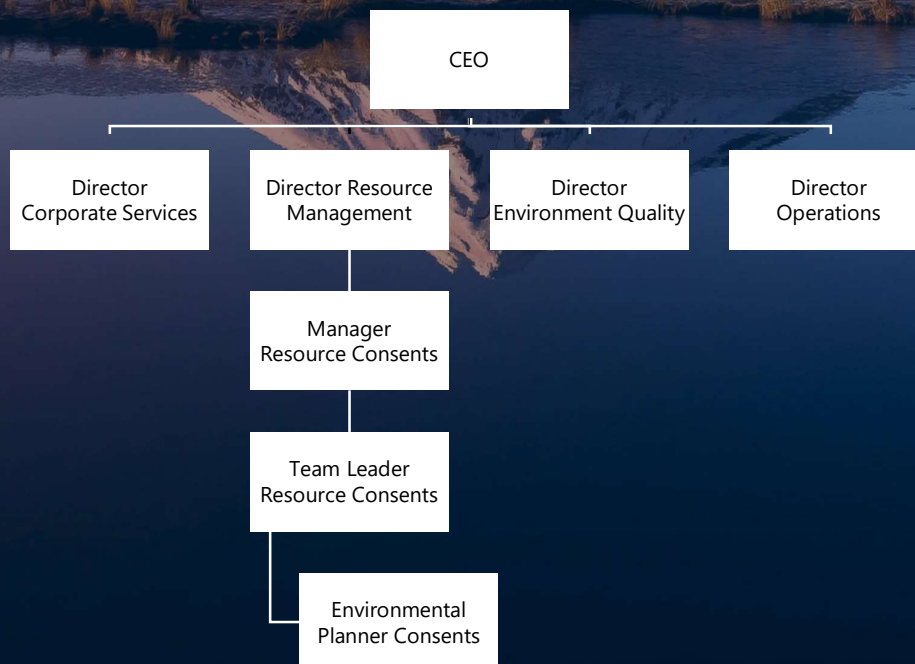 CEO
Director
Corporate Services
Director Resource
Management
Director
Environment Quality
Director
Operations
Manager
Resource Consents
Team Leader
Resource Consents
Environmental
Planner Consents